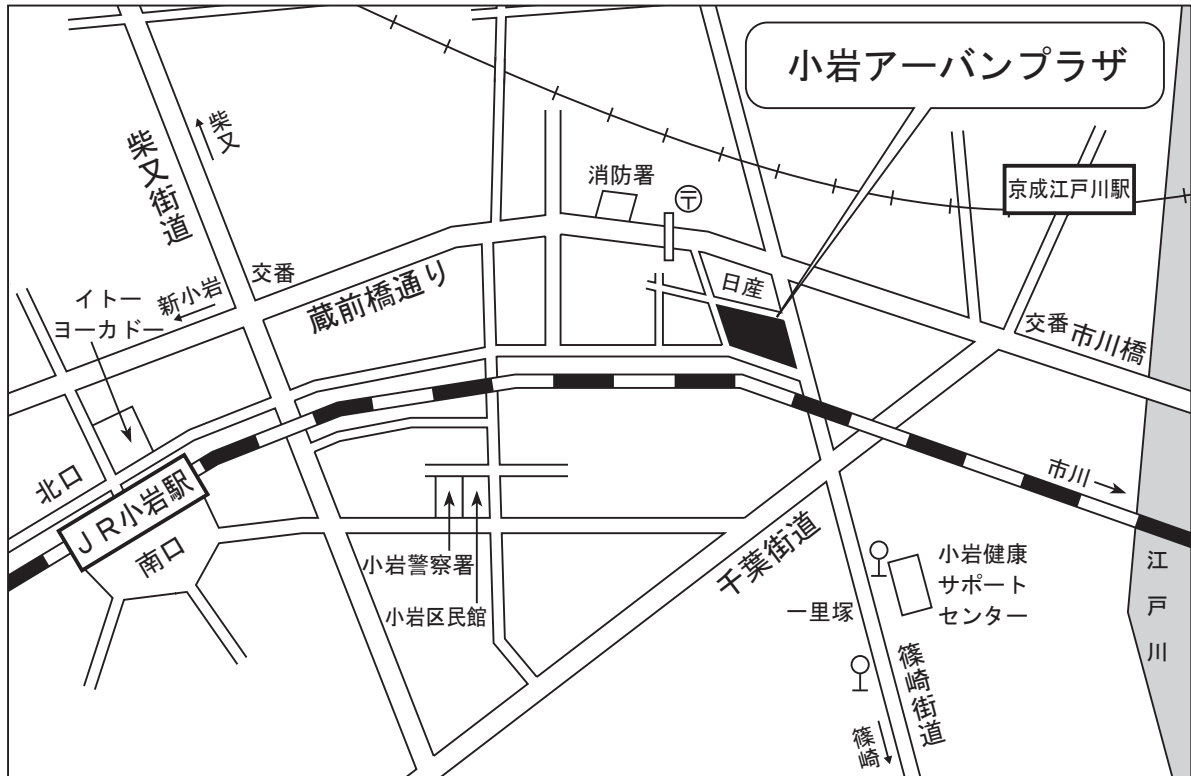 小岩アーバンプラザ
柴又
柴又街道
消防署
〒
京成江戸川駅
交番
新小岩
蔵前橋通り
日産
イトー
ヨーカドー
交番
市川橋
北口
JR小岩駅
南口
市川
小岩警察署
小岩区民館
千葉街道
小岩健康
サポート
センター
一里塚
江戸川
篠崎街道
篠崎